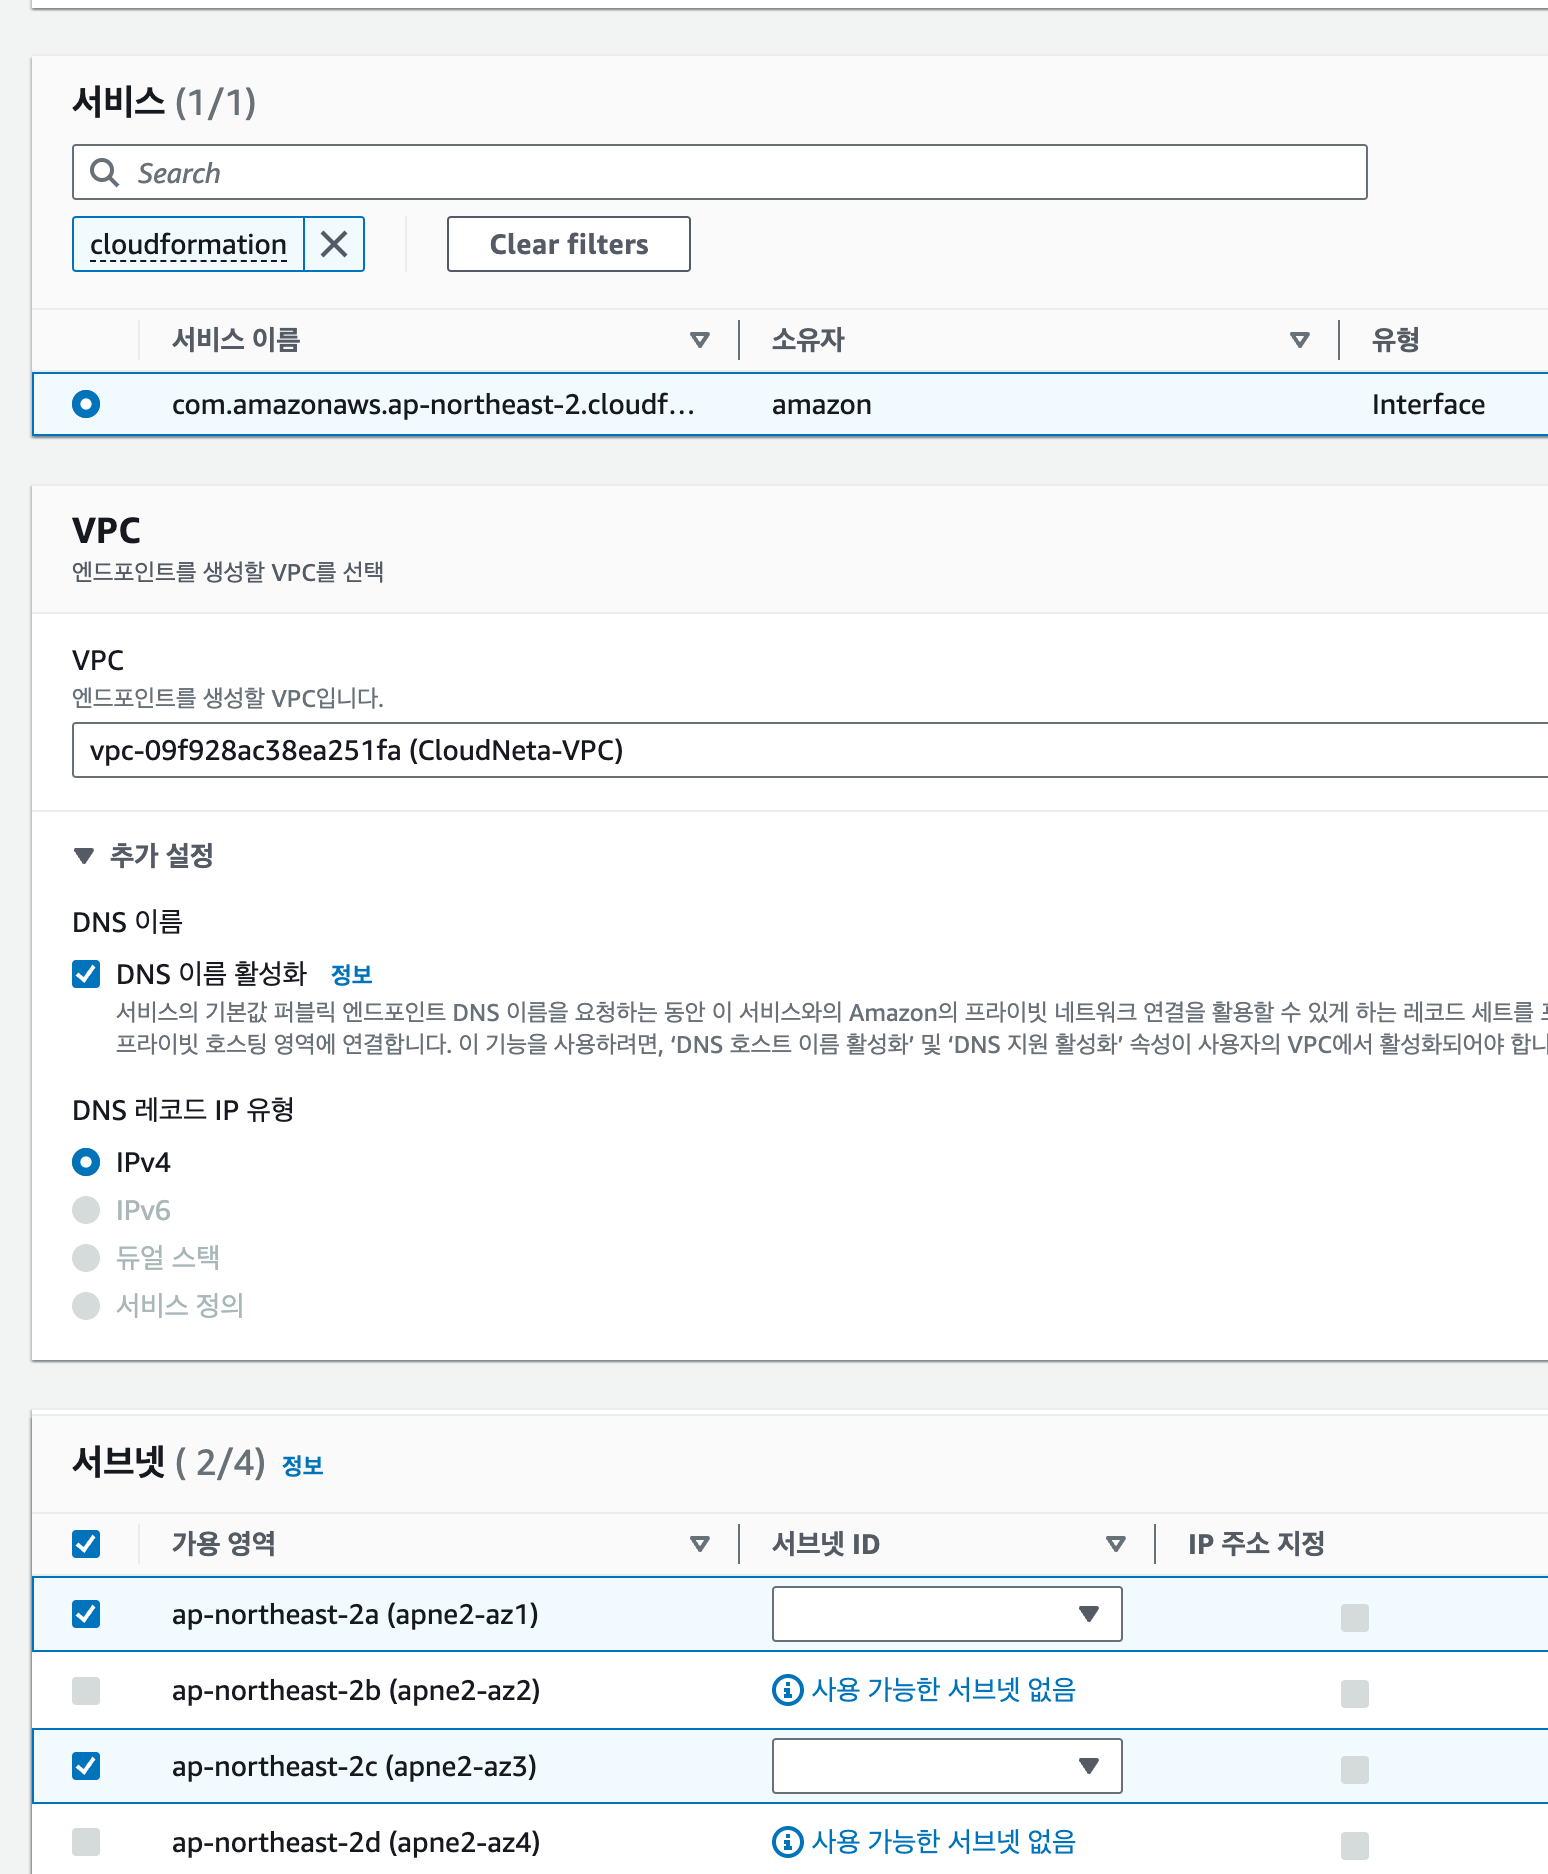 서비스 (1/1)
Search
cloudformation
Clear filters
서비스 이름 소유자 유형
com.amazonaws.ap-northeast-2.cloudf... amazon Interface
VPC
엔드포인트를 생성할 VPC를 선택
VPC
엔드포인트를 생성할 VPC입니다.
vpc-09f928ac38ea251fa (CloudNeta-VPC)
추가 설정
DNS 이름
DNS 이름 활성화 정보
서비스의 기본값 퍼블릭 엔드포인트 DNS 이름을 요청하는 동안 이 서비스와의 Amazon의 프라이빗 네트워크 연결을 활용할 수 있게 하는 레코드 세트를
프라이빗 호스팅 영역에 연결합니다. 이 기능을 사용하려면, ‘DNS 호스트 이름 활성화’ 및 ‘DNS 지원 활성화’ 속성이 사용자의 VPC에서 활성화되어야
DNS 레코드 IP 유형
IPv4
IPv6
듀얼 스택
서비스 정의
서브넷 ( 2/4) 정보
가용 영역 서브넷 ID IP 주소 지정
ap-northeast-2a (apne2-az1)
ap-northeast-2b (apne2-az2) 사용 가능한 서브넷 없음
ap-northeast-2c (apne2-az3)
ap-northeast-2d (apne2-az4) 사용 가능한 서브넷 없음